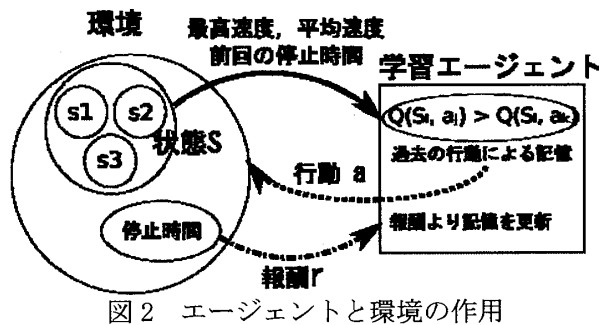 環境
最高速度，平均速度
前回の停止時間
学習エージェント
s1
s2
s3
状態S
Q(Sᵢ, aⱼ) > Q(Sᵢ, aₖ)
過去の行動による記憶
行動 a
停止時間
報酬より記憶を更新
報酬r
図2 エージェントと環境の作用